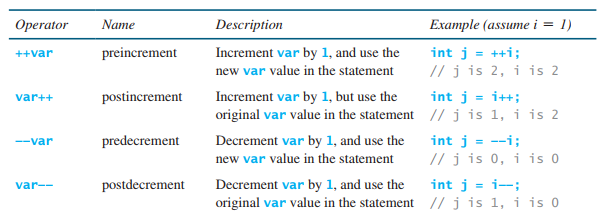 Operator Name Description Example (assume i = 1)
++var preincrement Increment var by 1, and use the int j = ++i;
new var value in the statement // j is 2, i is 2
var++ postincrement Increment var by 1, but use the int j = i++;
original var value in the statement // j is 1, i is 2
--var predecrement Decrement var by 1, and use the int j = --i;
new var value in the statement // j is 0, i is 0
var-- postdecrement Decrement var by 1, and use the int j = i--;
original var value in the statement // j is 1, i is 0